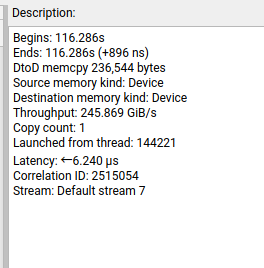 Description:
Begins: 116.286s
Ends: 116.286s (+896 ns)
DtoD memcpy 236,544 bytes
Source memory kind: Device
Destination memory kind: Device
Throughput: 245.869 GiB/s
Copy count: 1
Launched from thread: 144221
Latency: ←6.240 μs
Correlation ID: 2515054
Stream: Default stream 7